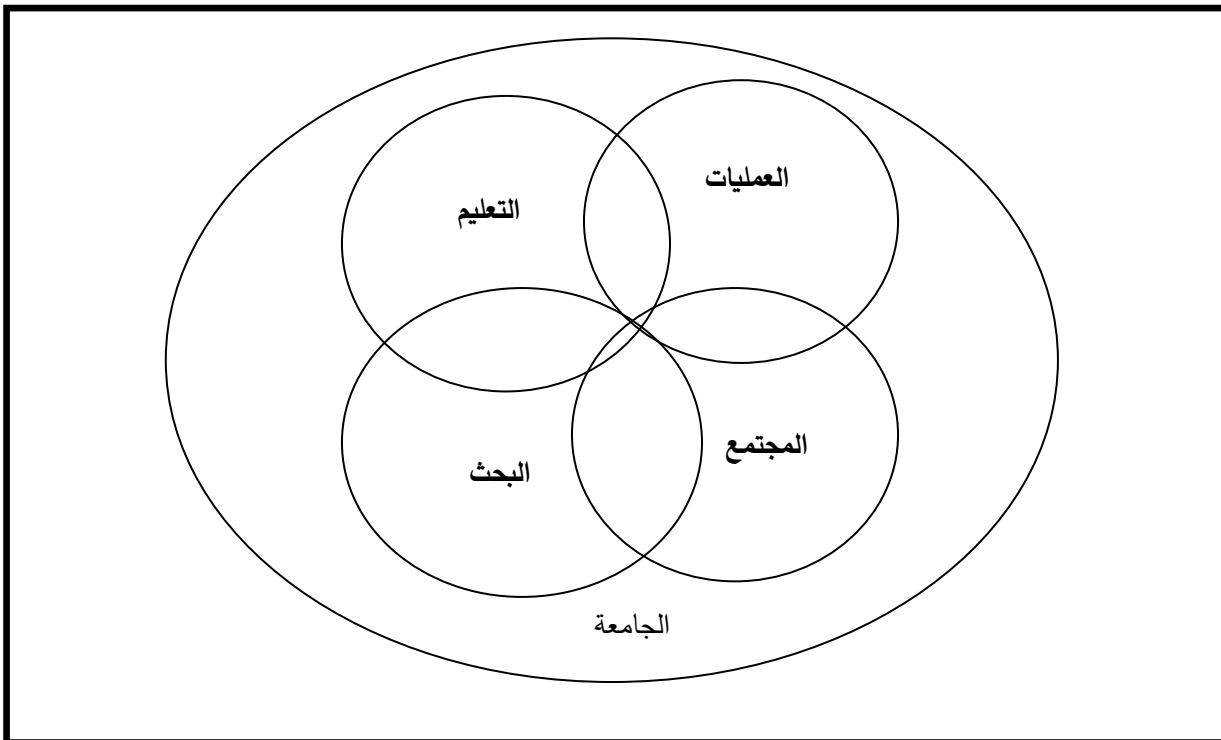 العمليات
التعليم
المجتمع
البحث
الجامعة